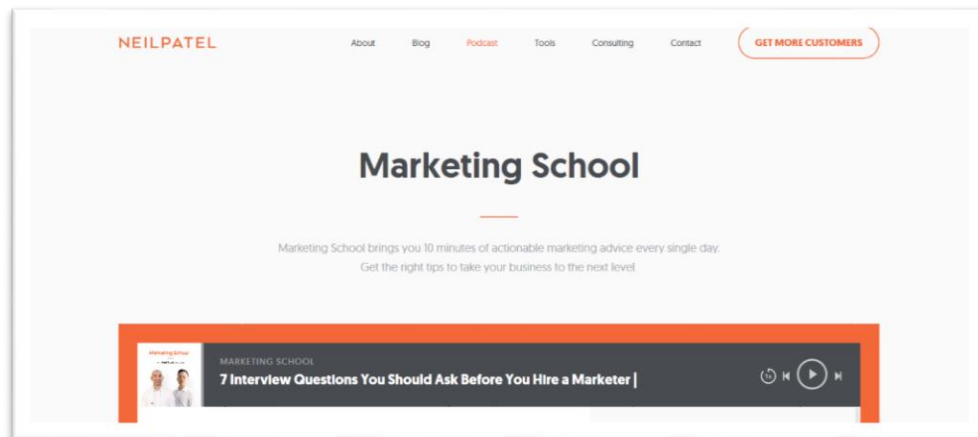 NEILPATEL
About Blog Podcast Tools Consulting Contact GET MORE CUSTOMERS
Marketing School
Marketing School brings you 10 minutes of actionable marketing advice every single day.
Get the right tips to take your business to the next level
Marketing School
MARKETING SCHOOL
7 Interview Questions You Should Ask Before You Hire a Marketer |